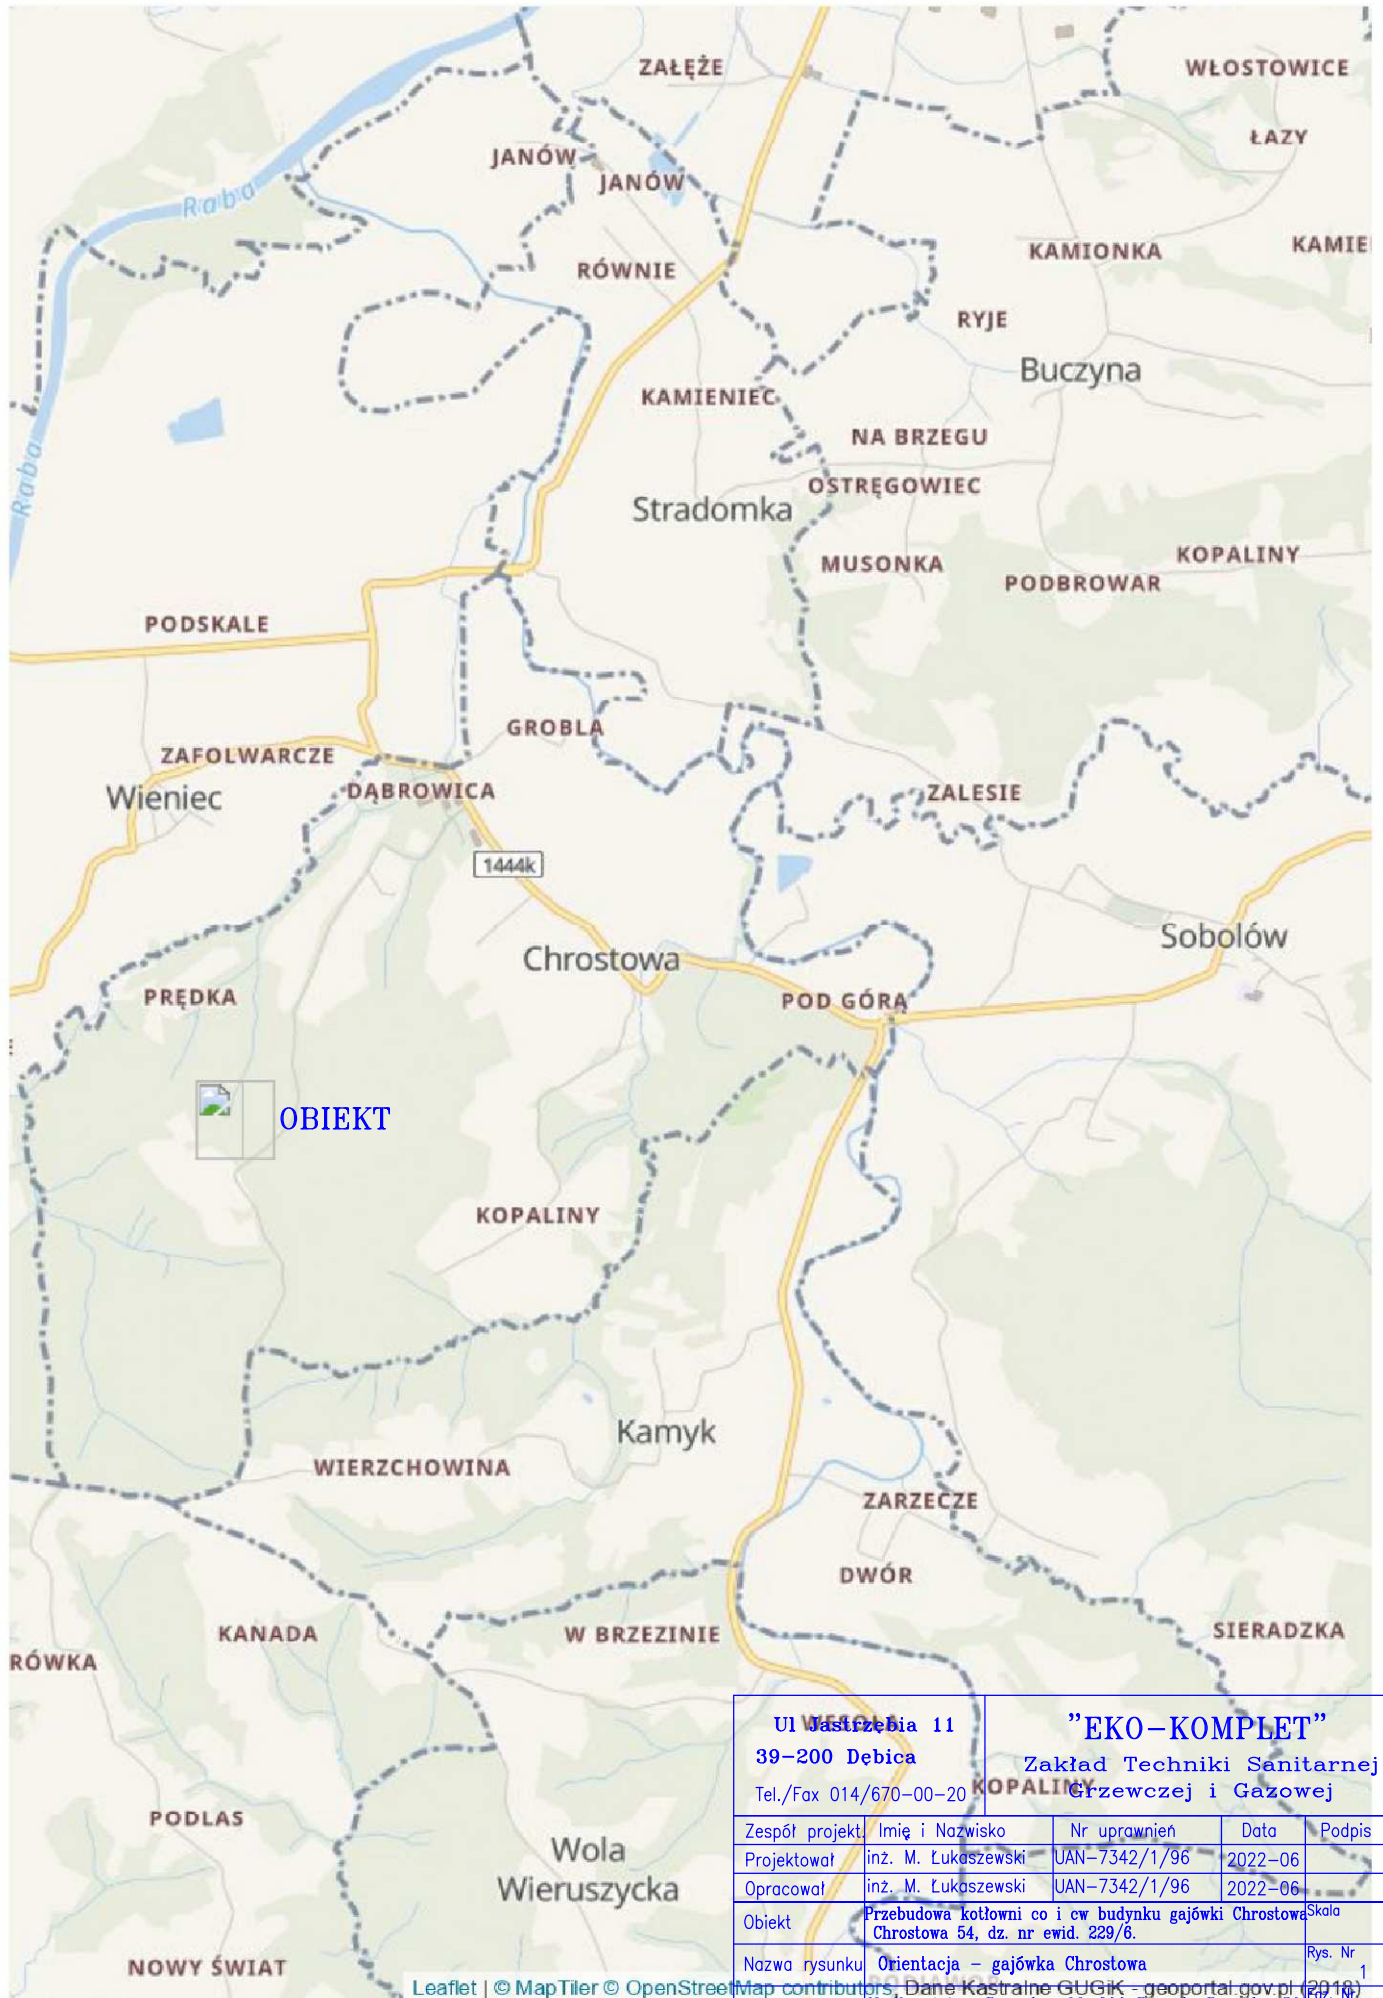 ZAŁĘŻE
WŁOSTOWICE
ŁAZY
JANÓW
JANÓW
Raba
KAMIONKA
KAMIE
RÓWNIE
RYJE
Buczyna
KAMIENIEC
NA BRZEGU
Raba
OSTRĘGOWIEC
Stradomka
KOPALINY
MUSONKA
PODBROWAR
PODSKALE
GROBLA
ZAFOLWARCZE
Wieniec
DĄBROWICA
ZALESIE
1444k
Sobolów
Chrostowa
PRĘDKA
POD GÓRĄ
OBIEKT
KOPALINY
Kamyk
WIERZCHOWINA
ZARZECZE
DWÓR
KANADA
W BRZEZINIE
SIERADZKA
RÓWKA
WESOŁA
KOPALINY
PODLAS
Wola
Wieruszycka
NOWY ŚWIAT
Ul Jastrzębia 11
39-200 Dębica
Tel./Fax 014/670-00-20
"EKO-KOMPLET"
Zakład Techniki Sanitarnej
Grzewczej i Gazowej
Zespół projekt. Imię i Nazwisko Nr uprawnień Data Podpis
Projektował inż. M. Łukaszewski UAN-7342/1/96 2022-06
Opracował inż. M. Łukaszewski UAN-7342/1/96 2022-06
Obiekt Przebudowa kotłowni co i cw budynku gajówki Chrostowa Skala
Chrostowa 54, dz. nr ewid. 229/6.
Nazwa rysunku Orientacja - gajówka Chrostowa Rys. Nr
1
Leaflet | © MapTiler © OpenStreetMap contributors, Dane Kastralne GUGiK - geoportal.gov.pl (2018)